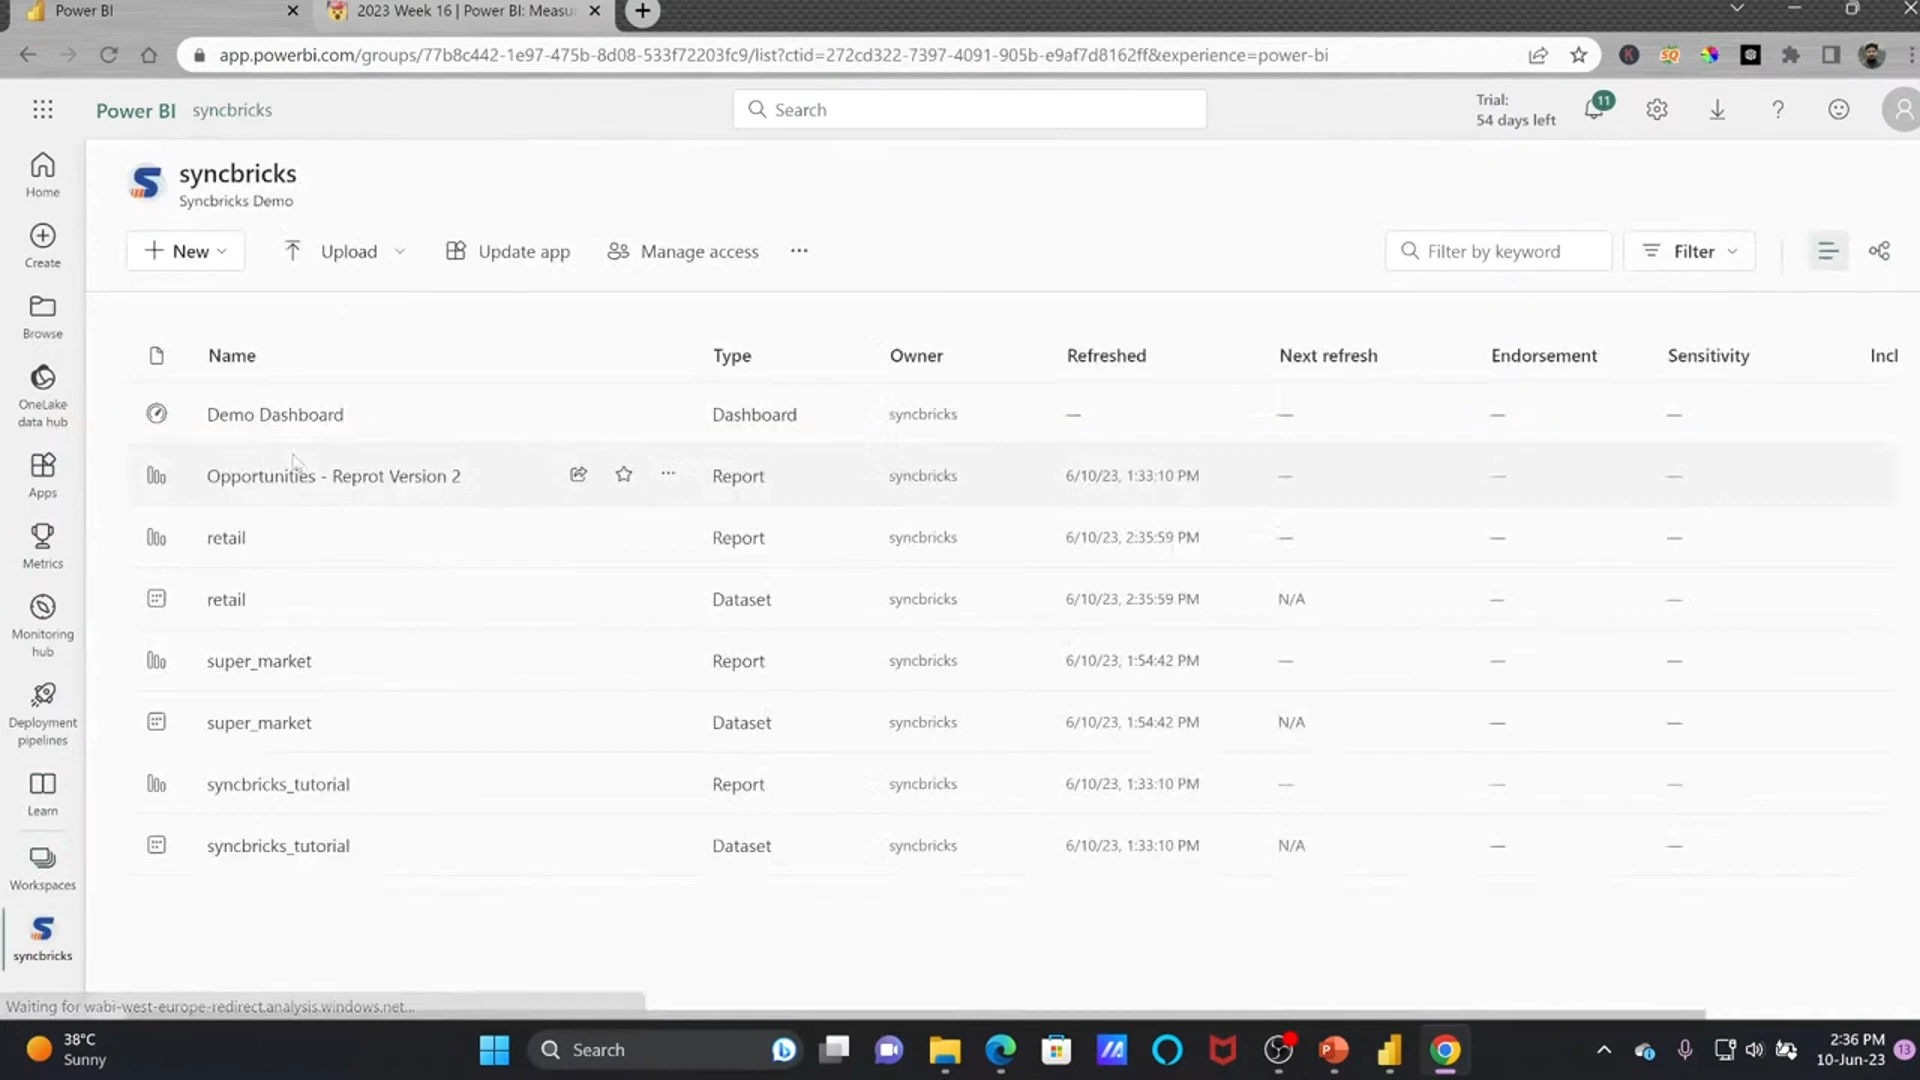 Power BI
2023 Week 16 | Power BI: Measu
app.powerbi.com/groups/77b8c442-1e97-475b-8d08-533f72203fc9/list?ctid=272cd322-7397-4091-905b-e9af7d8162ff&experience=power-bi
Power BI syncbricks
Search
Trial:
54 days left
11
syncbricks
Syncbricks Demo
New Upload Update app Manage access ... Filter by keyword Filter
Home
Create
Browse
OneLake
data hub
Apps
Metrics
Monitoring
hub
Deployment
pipelines
Learn
Workspaces
syncbricks
Name Type Owner Refreshed Next refresh Endorsement Sensitivity Incl
Demo Dashboard Dashboard syncbricks — — — —
Opportunities - Reprot Version 2 ... Report syncbricks 6/10/23, 1:33:10 PM — — —
retail Report syncbricks 6/10/23, 2:35:59 PM — — —
retail Dataset syncbricks 6/10/23, 2:35:59 PM N/A — —
super_market Report syncbricks 6/10/23, 1:54:42 PM — — —
super_market Dataset syncbricks 6/10/23, 1:54:42 PM N/A — —
syncbricks_tutorial Report syncbricks 6/10/23, 1:33:10 PM — — —
syncbricks_tutorial Dataset syncbricks 6/10/23, 1:33:10 PM N/A — —
Waiting for wabi-west-europe-redirect.analysis.windows.net...
38°C
Sunny
Search
2:36 PM
10-Jun-23
13